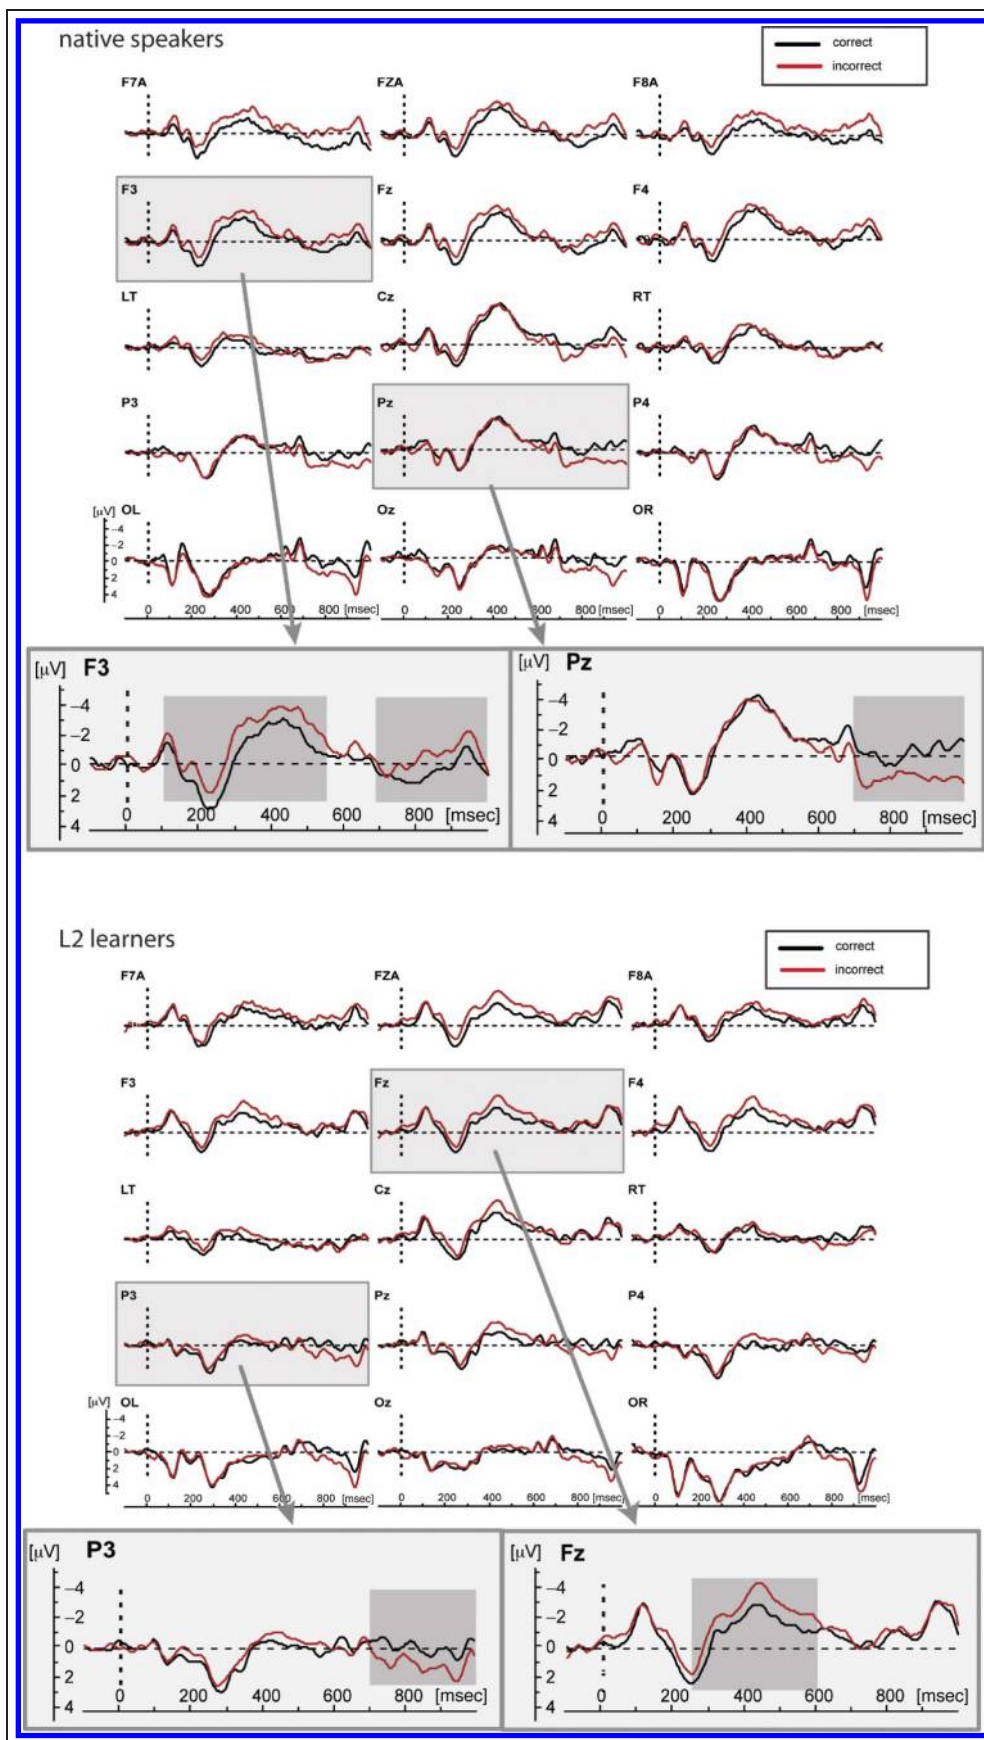 native speakers
correct
incorrect
F7A FZA F8A
F3 Fz F4
LT Cz RT
P3 Pz P4
[μV] OL Oz OR
−4
−2
0
2
4
0 200 400 600 800 [msec] 0 200 400 600 800 [msec] 0 200 400 600 800 [msec]
[μV] F3
−4
−2
0
2
4
0 200 400 600 800 [msec]
[μV] Pz
−4
−2
0
2
4
0 200 400 600 800 [msec]
L2 learners
correct
incorrect
F7A FZA F8A
F3 Fz F4
LT Cz RT
P3 Pz P4
[μV] OL Oz OR
−4
−2
0
2
4
0 200 400 600 800 [msec] 0 200 400 600 800 [msec] 0 200 400 600 800 [msec]
[μV] P3
−4
−2
0
2
4
0 200 400 600 800 [msec]
[μV] Fz
−4
−2
0
2
4
0 200 400 600 800 [msec]